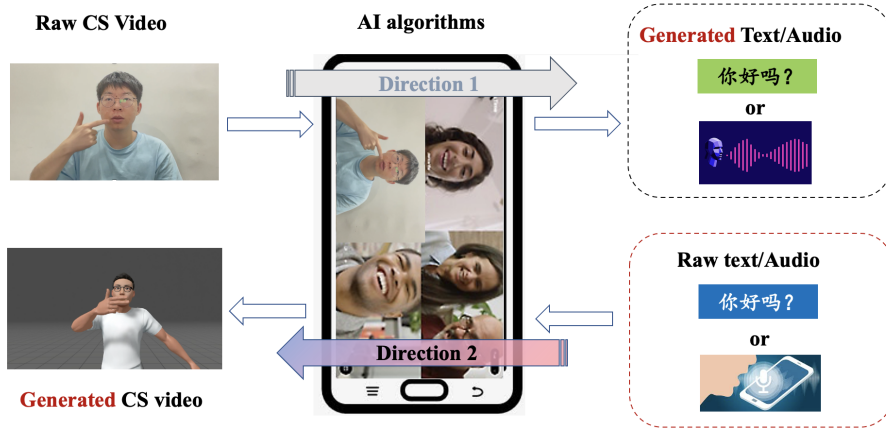 Raw CS Video
AI algorithms
Generated Text/Audio
Direction 1
你好吗？
or
Raw text/Audio
你好吗？
or
Direction 2
Generated CS video